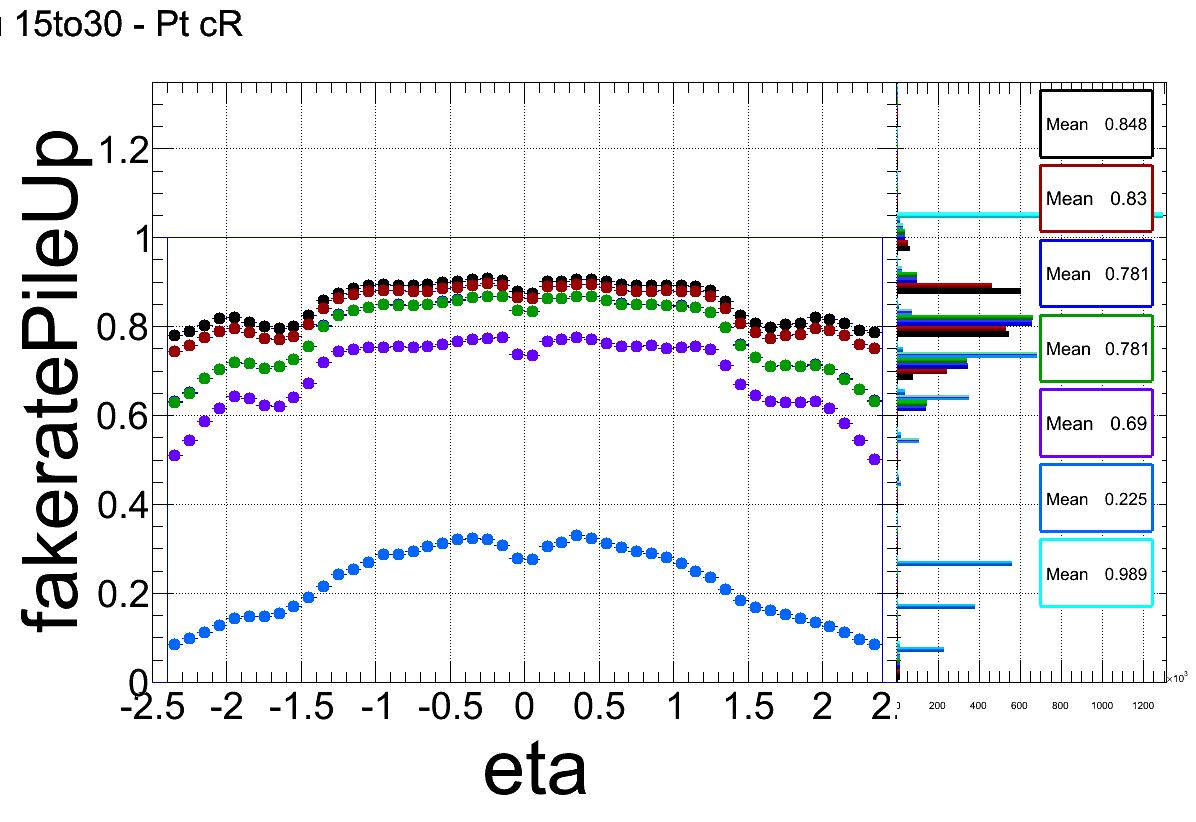 15to30 - Pt cR
fakeratePileUp
1.2
1
0.8
0.6
0.4
0.2
0
-2.5 -2 -1.5 -1 -0.5 0 0.5 1 1.5 2 2.
eta
Mean 0.848
Mean 0.83
Mean 0.781
Mean 0.781
Mean 0.69
Mean 0.225
Mean 0.989
×10³
200 400 600 800 1000 1200